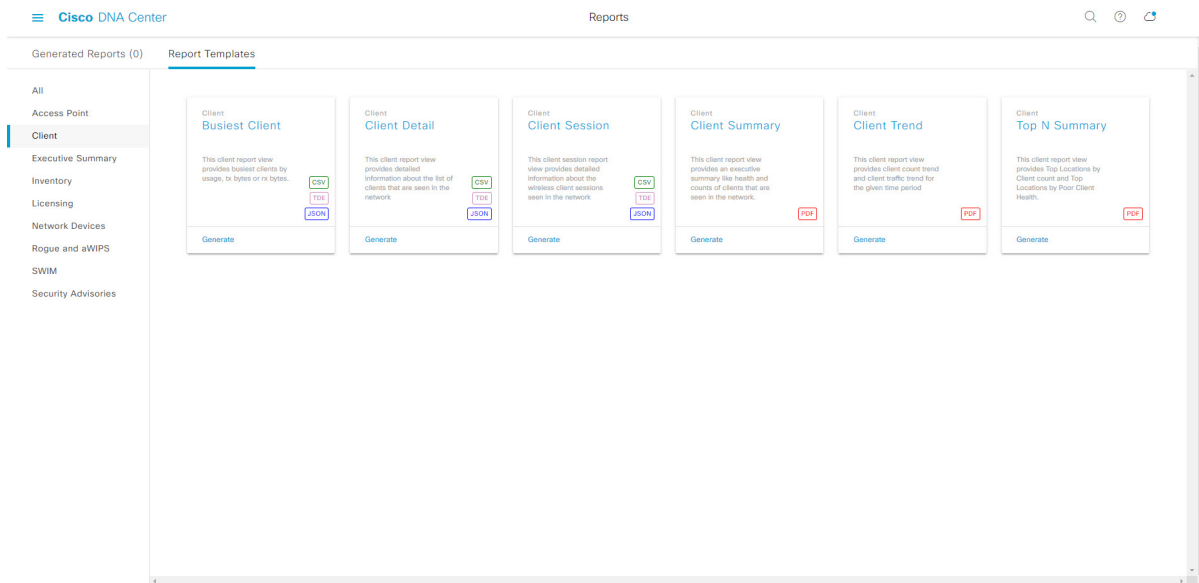 Cisco DNA Center
Reports
Generated Reports (0)
Report Templates
All
Access Point
Client
Executive Summary
Inventory
Licensing
Network Devices
Rogue and aWIPS
SWIM
Security Advisories
Client
Busiest Client
This client report view
provides busiest clients by
usage, tx bytes or rx bytes.
CSV
TDE
JSON
Generate
Client
Client Detail
This client report view
provides detailed
information about the list of
clients that are seen in the
network
CSV
TDE
JSON
Generate
Client
Client Session
This client session report
view provides detailed
information about the
wireless client sessions
seen in the network
CSV
TDE
JSON
Generate
Client
Client Summary
This client report view
provides an executive
summary like health and
counts of clients that are
seen in the network.
PDF
Generate
Client
Client Trend
This client report view
provides client count trend
and client traffic trend for
the given time period
PDF
Generate
Client
Top N Summary
This client report view
provides Top Locations by
Client count and Top
Locations by Poor Client
Health.
PDF
Generate